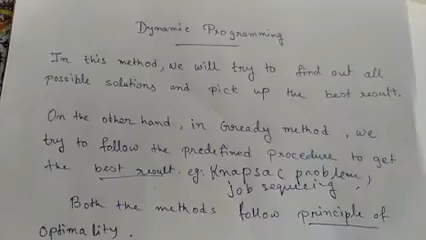 Dynamic Programming
In this method, we will try to find out all
possible solutions and pick up the best result.
On the other hand, in Gready method, we
try to follow the predefined procedure to get
the best result. eg: Knapsac problem,
job sequecing.
Both the methods follow principle of
optimality.